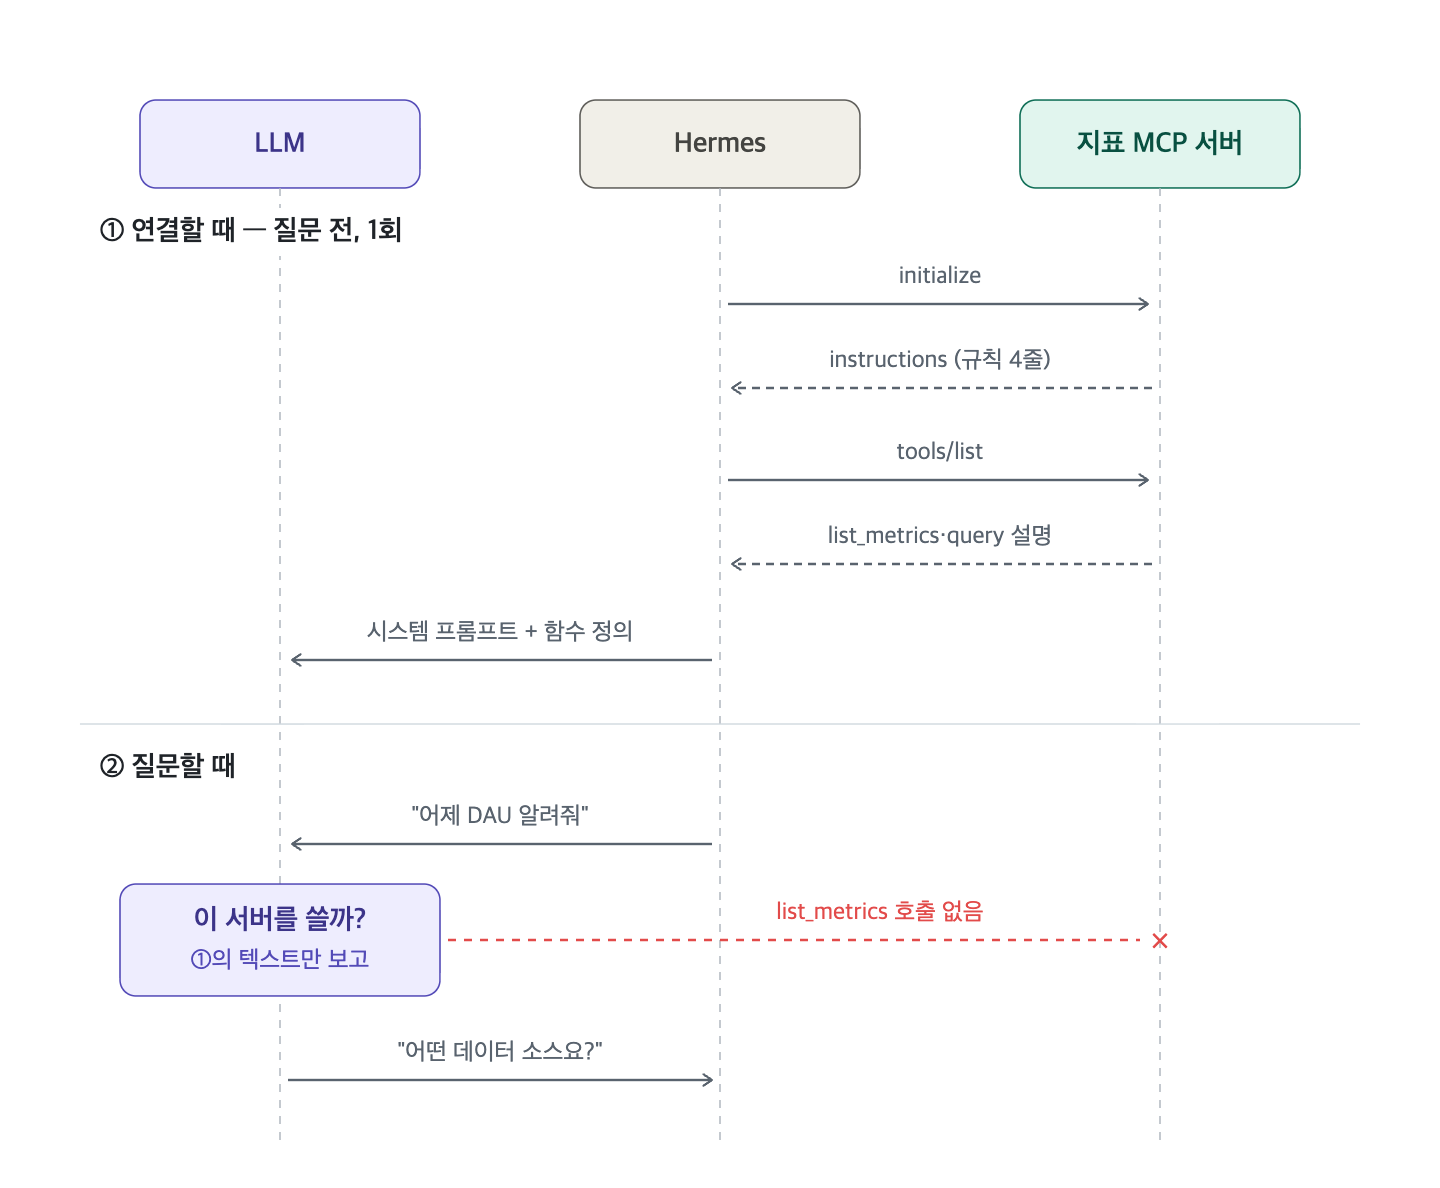 LLM
Hermes
지표 MCP 서버
① 연결할 때 — 질문 전, 1회
initialize
instructions (규칙 4줄)
tools/list
list_metrics·query 설명
시스템 프롬프트 + 함수 정의
② 질문할 때
"어제 DAU 알려줘"
이 서버를 쓸까?
①의 텍스트만 보고
list_metrics 호출 없음
"어떤 데이터 소스요?"